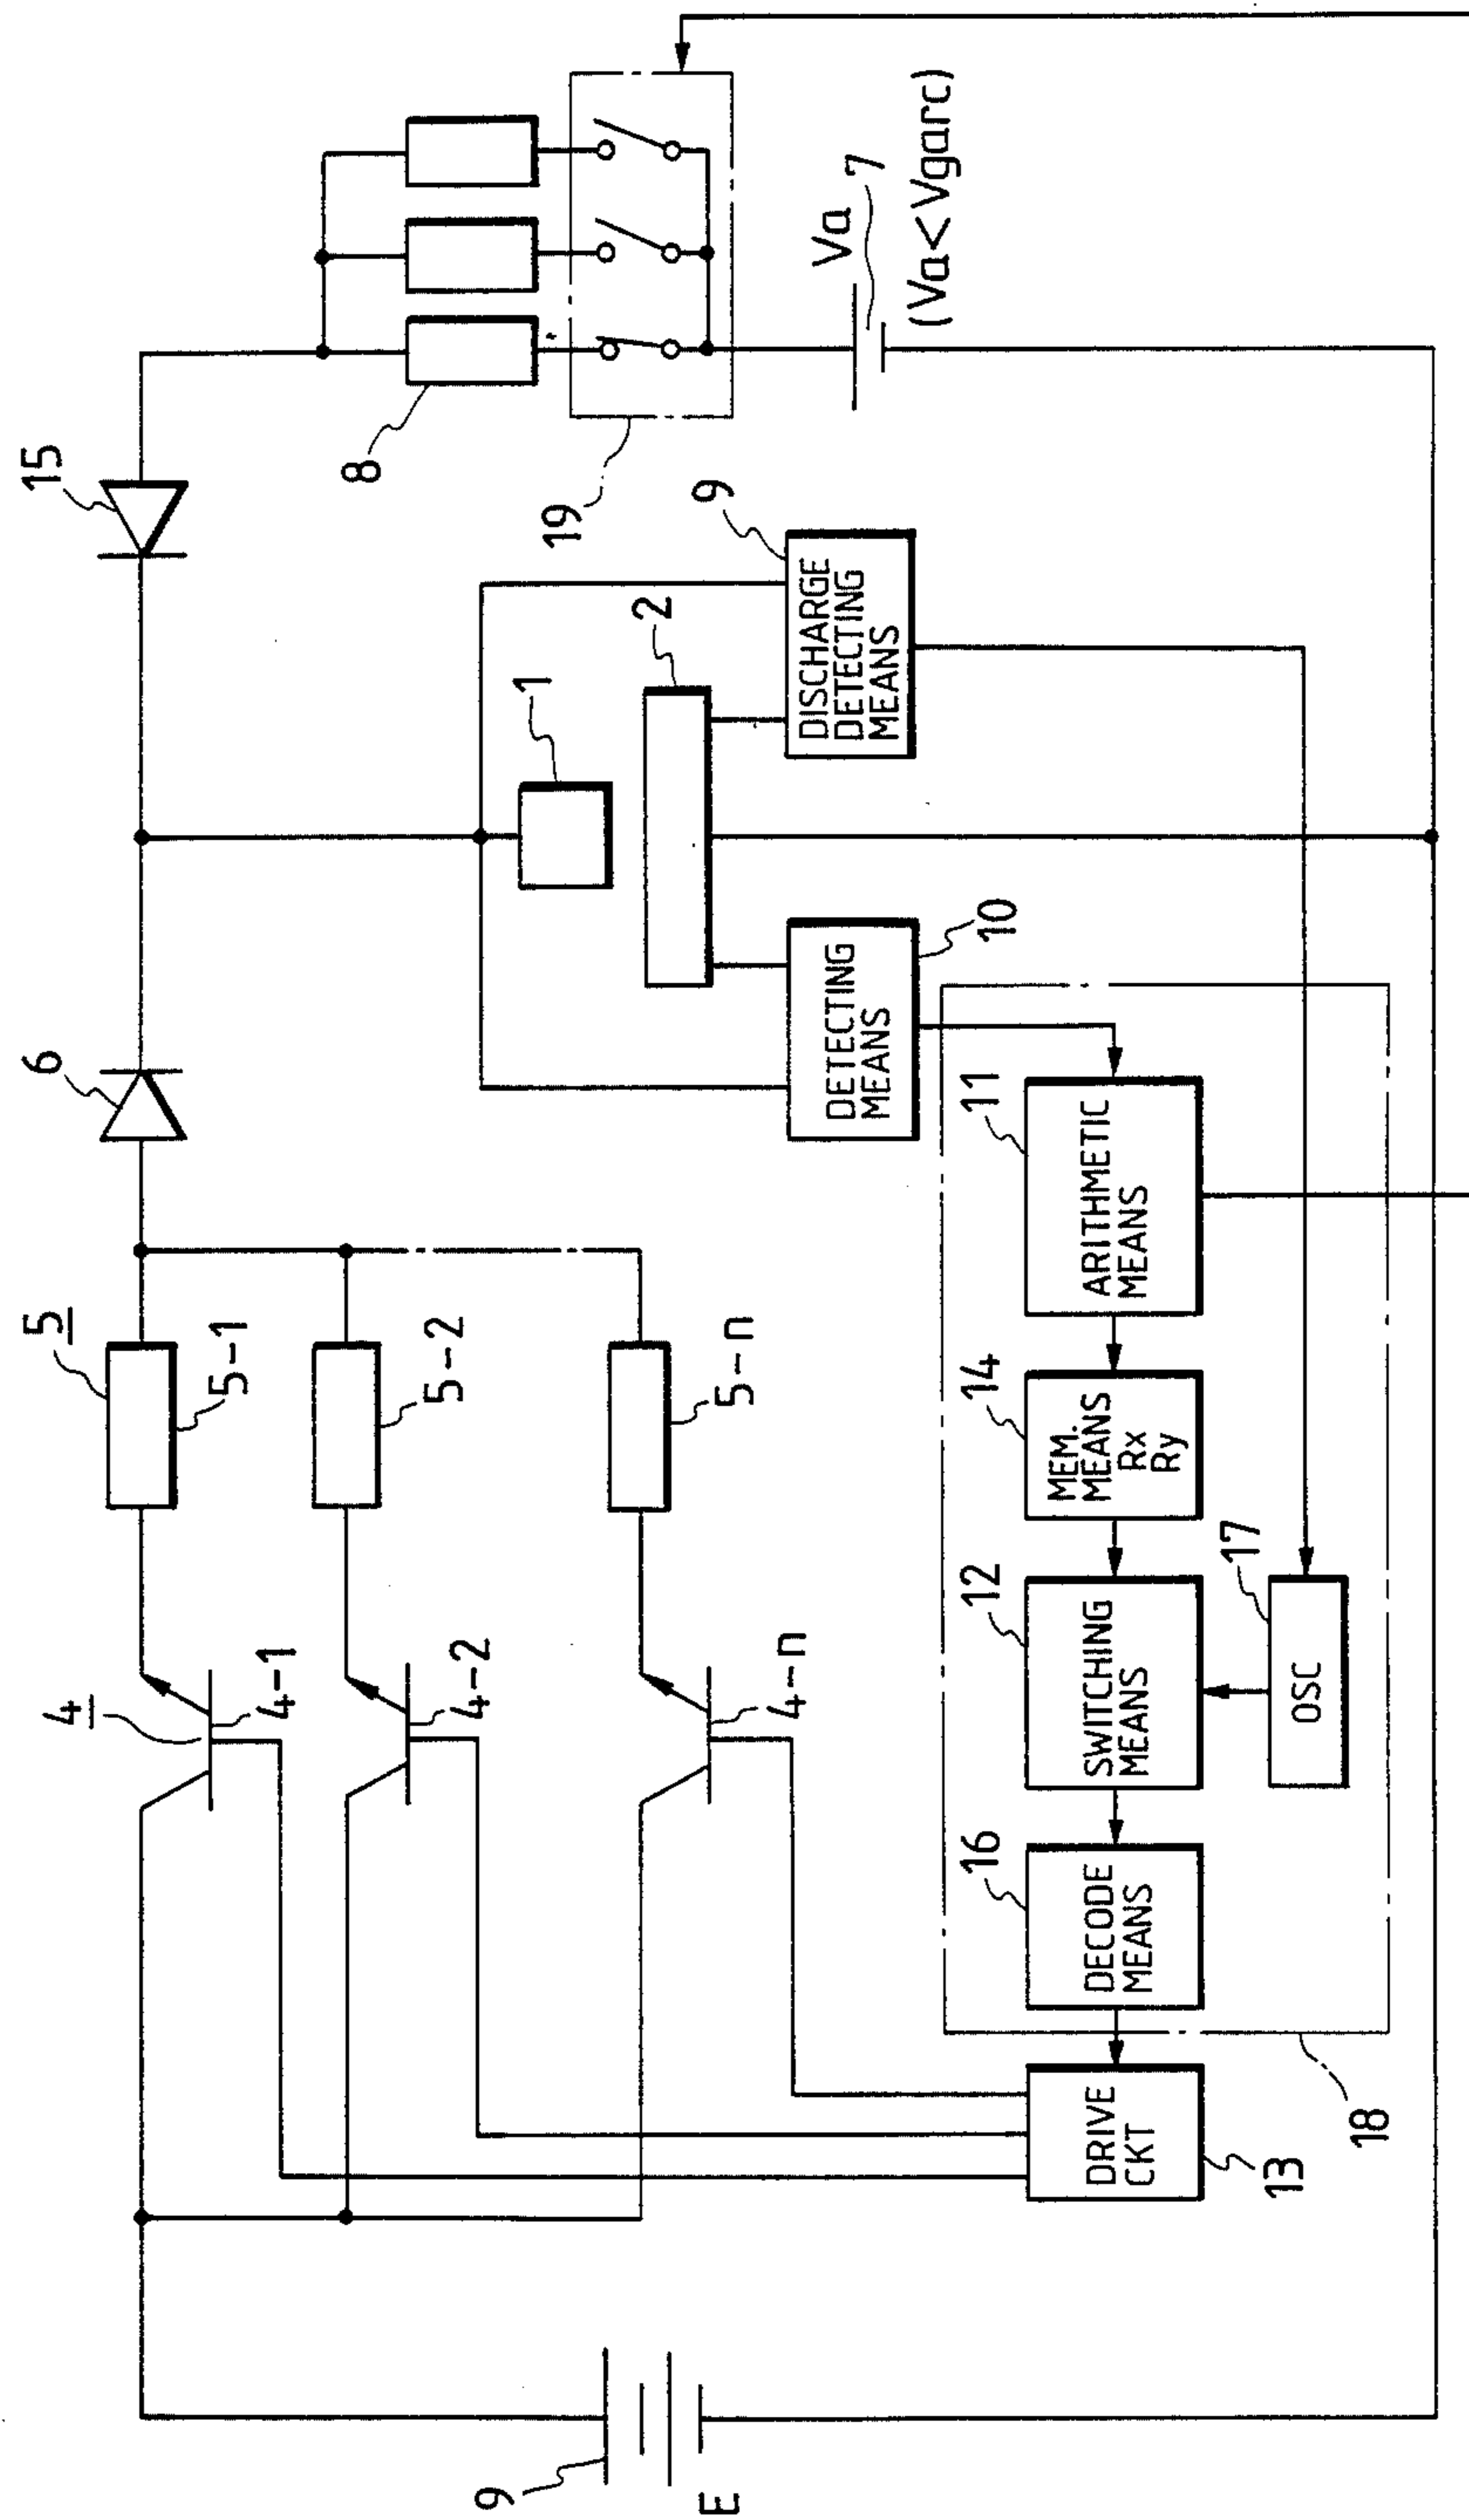 15
6
5
5-1
5-2
5-n
4
4-1
4-2
4-n
8
19
Va
7
(Va<Vgarc)
1
2
9
DISCHARGE
DETECTING
MEANS
10
DETECTING
MEANS
11
ARITHMETIC
MEANS
14
MEM.
MEANS
Rx
Ry
12
SWITCHING
MEANS
17
OSC
16
DECODE
MEANS
18
DRIVE
CKT
13
9
E